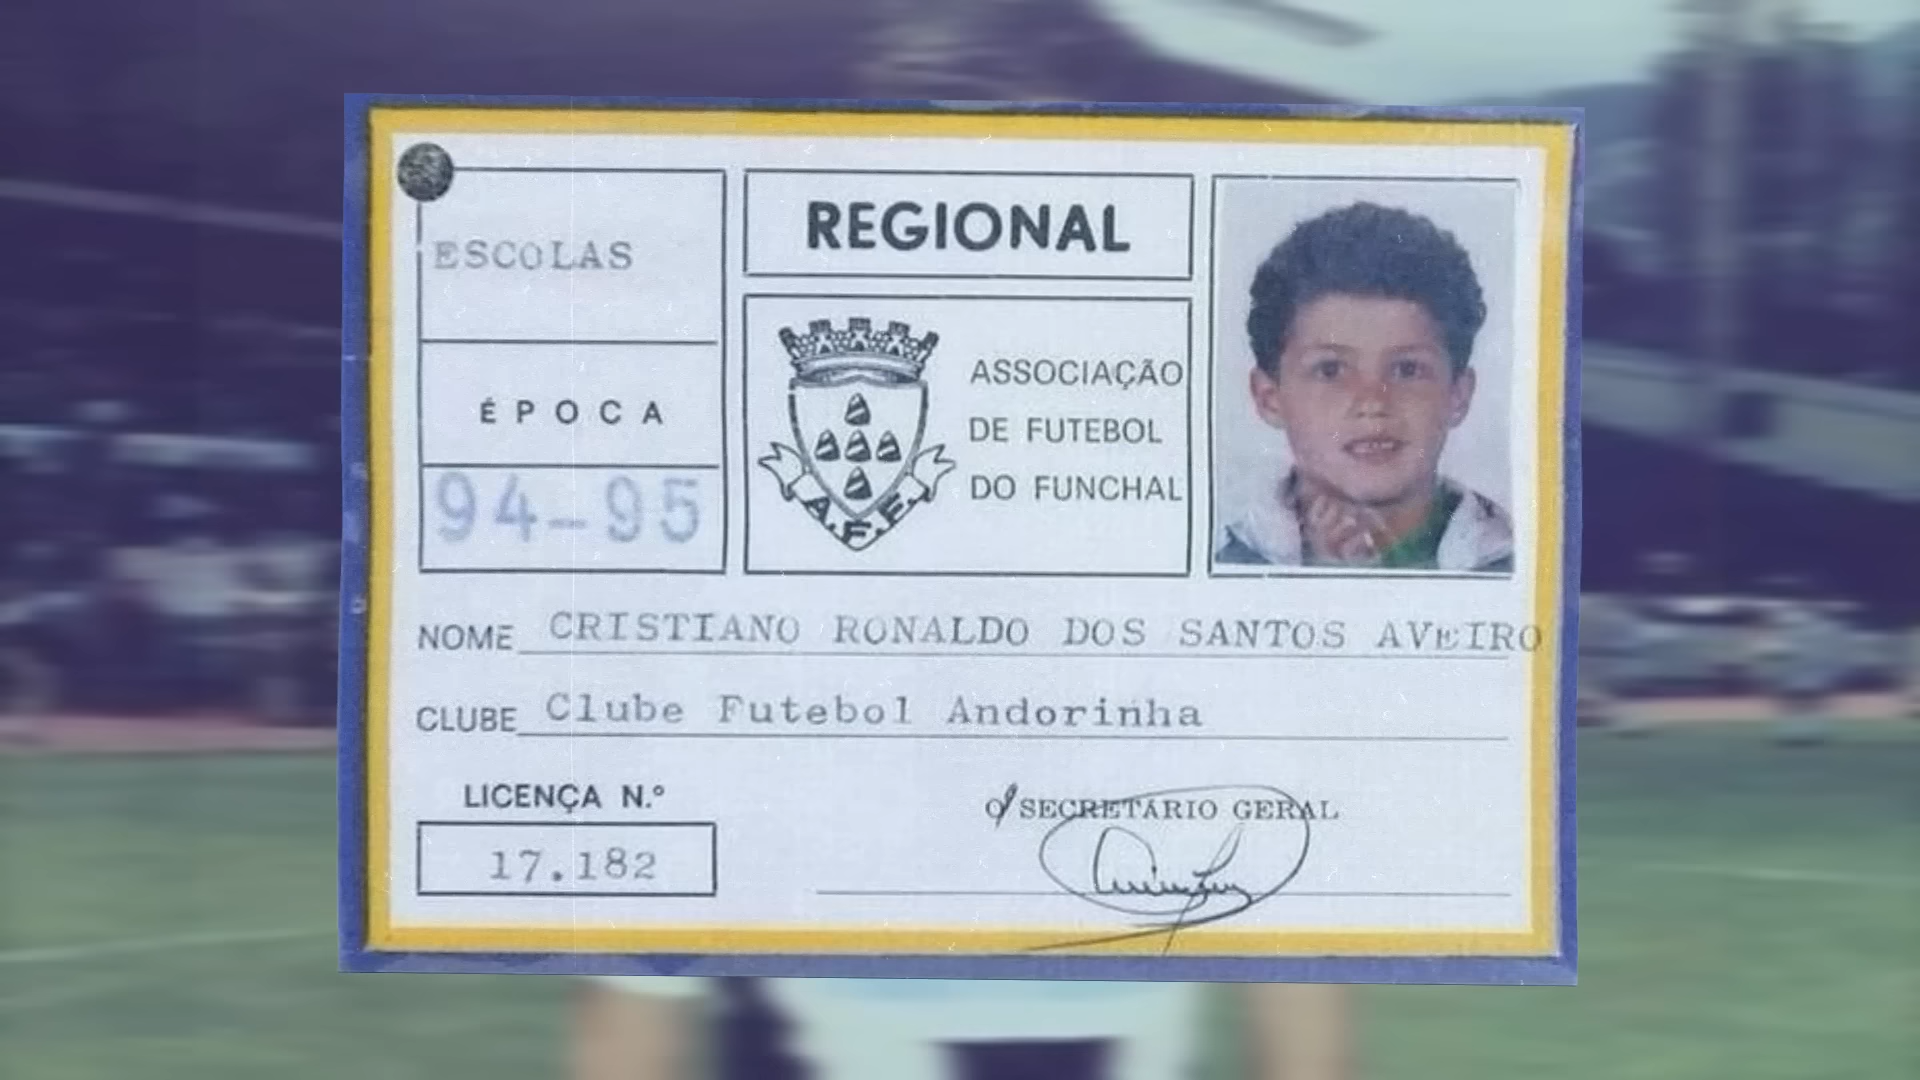 ESCOLAS
ÉPOCA
94-95
REGIONAL
ASSOCIAÇÃO
DE FUTEBOL
DO FUNCHAL
A.F.F.
NOME CRISTIANO RONALDO DOS SANTOS AVEIRO
CLUBE Clube Futebol Andorinha
LICENÇA N.º
17.182
O SECRETÁRIO GERAL